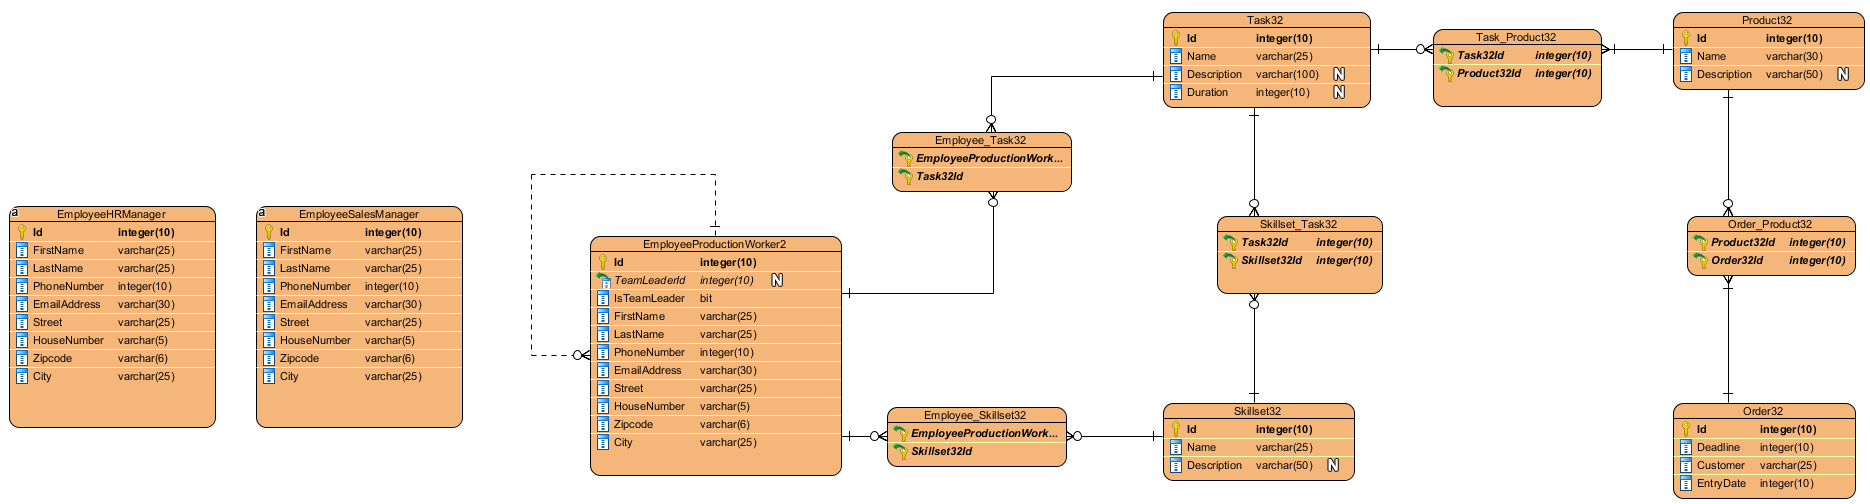 EmployeeHRManager
Id integer(10)
FirstName varchar(25)
LastName varchar(25)
PhoneNumber integer(10)
EmailAddress varchar(30)
Street varchar(25)
HouseNumber varchar(5)
Zipcode varchar(6)
City varchar(25)
a
EmployeeSalesManager
Id integer(10)
FirstName varchar(25)
LastName varchar(25)
PhoneNumber integer(10)
EmailAddress varchar(30)
Street varchar(25)
HouseNumber varchar(5)
Zipcode varchar(6)
City varchar(25)
a
EmployeeProductionWorker2
Id integer(10)
TeamLeaderId integer(10) N
IsTeamLeader bit
FirstName varchar(25)
LastName varchar(25)
PhoneNumber integer(10)
EmailAddress varchar(30)
Street varchar(25)
HouseNumber varchar(5)
Zipcode varchar(6)
City varchar(25)
Employee_Task32
EmployeeProductionWork...
Task32Id
Employee_Skillset32
EmployeeProductionWork...
Skillset32Id
Task32
Id integer(10)
Name varchar(25)
Description varchar(100) N
Duration integer(10) N
Skillset_Task32
Task32Id integer(10)
Skillset32Id integer(10)
Skillset32
Id integer(10)
Name varchar(25)
Description varchar(50) N
Task_Product32
Task32Id integer(10)
Product32Id integer(10)
Product32
Id integer(10)
Name varchar(30)
Description varchar(50) N
Order_Product32
Product32Id integer(10)
Order32Id integer(10)
Order32
Id integer(10)
Deadline integer(10)
Customer varchar(25)
EntryDate integer(10)